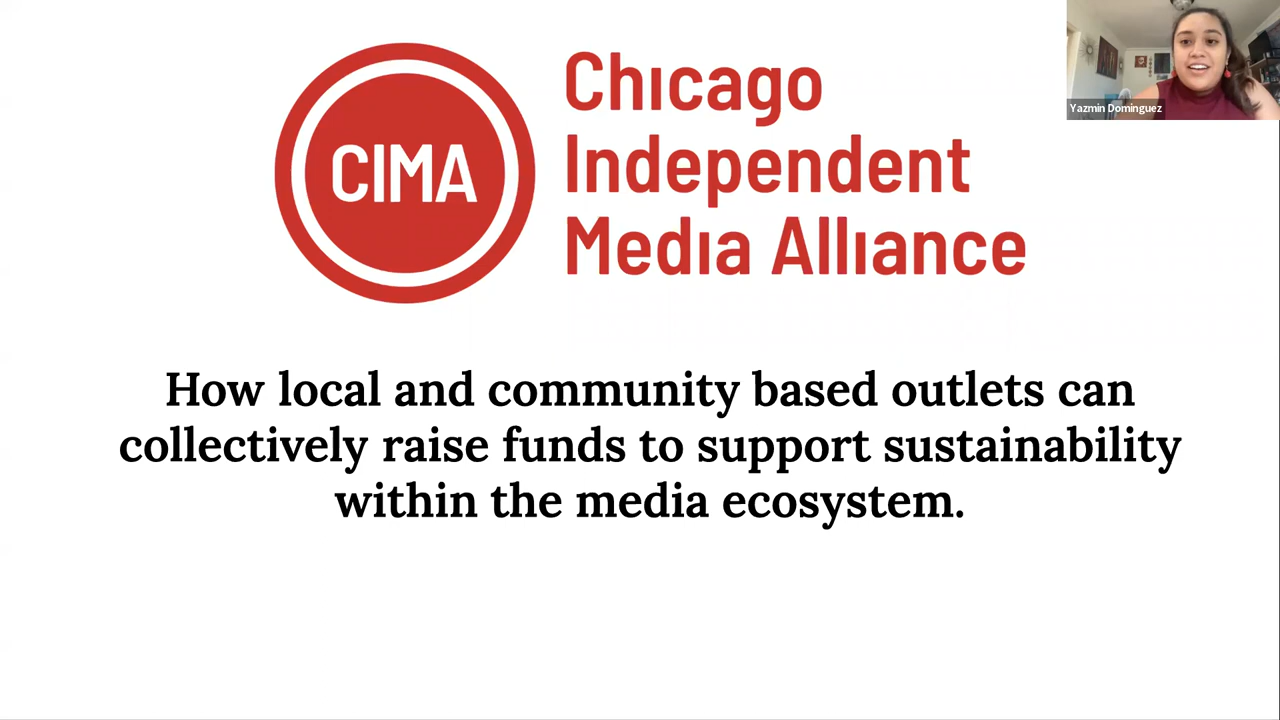 CIMA
Chicago
Independent
Media Alliance
Yazmin Dominguez
How local and community based outlets can
collectively raise funds to support sustainability
within the media ecosystem.